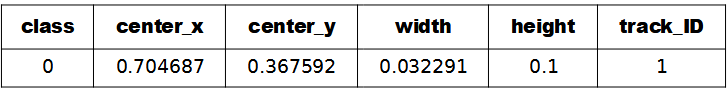 class center_x center_y width height track_ID
0 0.704687 0.367592 0.032291 0.1 1